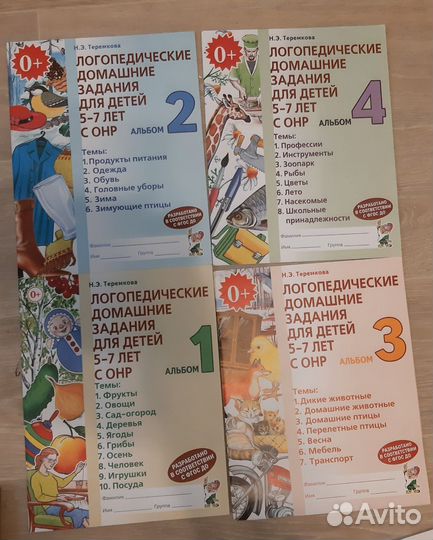 0+
Н.Э. Теремкова
ЛОГОПЕДИЧЕСКИЕ
ДОМАШНИЕ
ЗАДАНИЯ
ДЛЯ ДЕТЕЙ
5–7 ЛЕТ
С ОНР
АЛЬБОМ 2
Темы:
1.Продукты питания
2. Одежда
3. Обувь
4. Головные уборы
5. Зима
6. Зимующие птицы
РАЗРАБОТАНО
В СООТВЕТСТВИИ
С ФГОС ДО
Фамилия
Имя Группа
0+
Н.Э. Теремкова
ЛОГОПЕДИЧЕСКИЕ
ДОМАШНИЕ
ЗАДАНИЯ
ДЛЯ ДЕТЕЙ
5–7 ЛЕТ
С ОНР
АЛЬБОМ 4
Темы:
1. Профессии
2. Инструменты
3. Зоопарк
4. Рыбы
5. Цветы
6. Лето
7. Насекомые
8. Школьные
принадлежности
РАЗРАБОТАНО
В СООТВЕТСТВИИ
С ФГОС ДО
Фамилия
Имя Группа
0+
Н.Э. Теремкова
ЛОГОПЕДИЧЕСКИЕ
ДОМАШНИЕ
ЗАДАНИЯ
ДЛЯ ДЕТЕЙ
5–7 ЛЕТ
С ОНР
АЛЬБОМ 1
Темы:
1. Фрукты
2. Овощи
3. Сад-огород
4. Деревья
5. Ягоды
6. Грибы
7. Осень
8. Человек
9. Игрушки
10. Посуда
РАЗРАБОТАНО
В СООТВЕТСТВИИ
С ФГОС ДО
Фамилия
Имя Группа
0+
Н.Э. Теремкова
ЛОГОПЕДИЧЕСКИЕ
ДОМАШНИЕ
ЗАДАНИЯ
ДЛЯ ДЕТЕЙ
5–7 ЛЕТ
С ОНР
АЛЬБОМ 3
Темы:
1.Дикие животные
2. Домашние животные
3. Домашние птицы
4. Перелетные птицы
5. Весна
6. Мебель
7. Транспорт
РАЗРАБОТАНО
В СООТВЕТСТВИИ
С ФГОС ДО
Фамилия
Имя
Avito